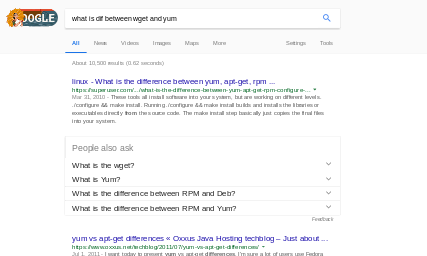 OOGLE
what is dif between wget and yum
All News Videos Images Maps More Settings Tools
About 10,500 results (0.62 seconds)
linux - What is the difference between yum, apt-get, rpm ...
https://superuser.com/.../what-is-the-difference-between-yum-apt-get-rpm-configure-...
Mar 31, 2010 - These tools all install software into your system, but are working on different levels.
./configure && make install. Running ./configure && make install builds and installs the libraries or
executables directly from the source code. The make install step basically just copies the final files
into your system.
People also ask
What is the wget?
What is Yum?
What is the difference between RPM and Deb?
What is the difference between RPM and Yum?
Feedback
yum vs apt-get differences « Oxxus Java Hosting techblog – Just about ...
https://www.oxxus.net/techblog/2011/07/yum-vs-apt-get-differences/
Jul 1, 2011 - I want today to present yum vs apt-get differences. I'm sure a lot of users use Fedora